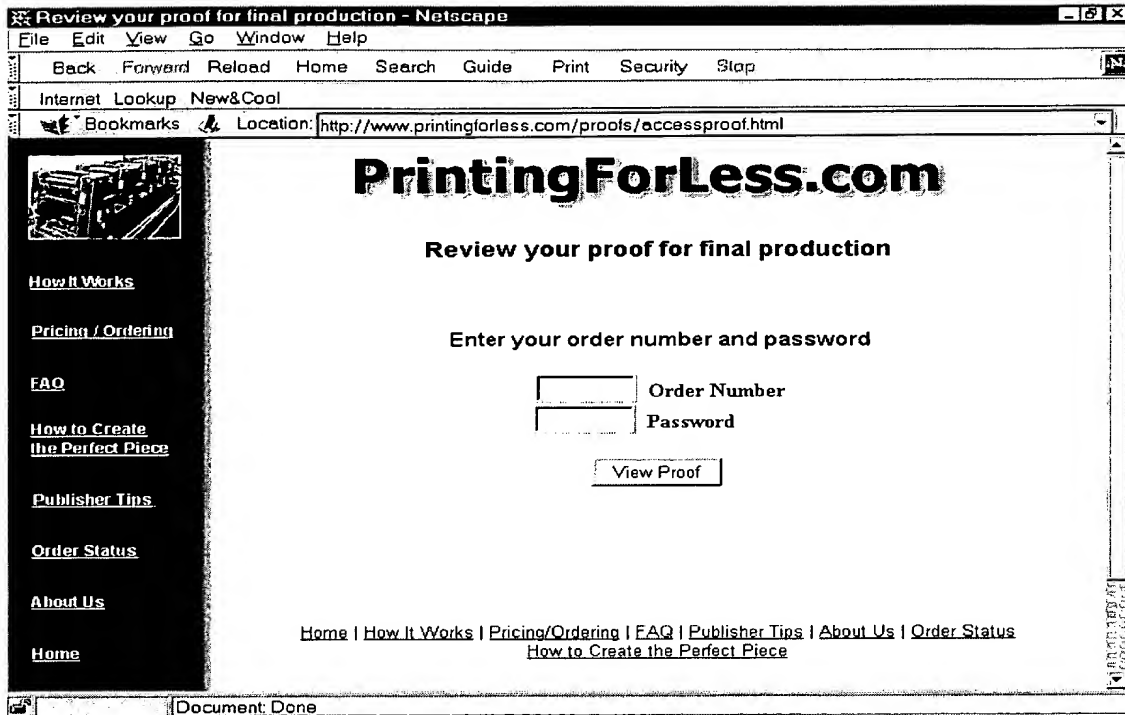 Review your proof for final production - Netscape
File Edit View Go Window Help
Back Forward Reload Home Search Guide Print Security Stop
Internet Lookup New&Cool
Bookmarks Location: http://www.printingforless.com/proofs/accessproof.html
PrintingForLess.com
Review your proof for final production
How It Works
Pricing / Ordering
Enter your order number and password
FAQ
Order Number
How to Create
the Perfect Piece
Password
View Proof
Publisher Tips
Order Status
About Us
Home | How It Works | Pricing/Ordering | FAQ | Publisher Tips | About Us | Order Status
How to Create the Perfect Piece
Home
Document: Done